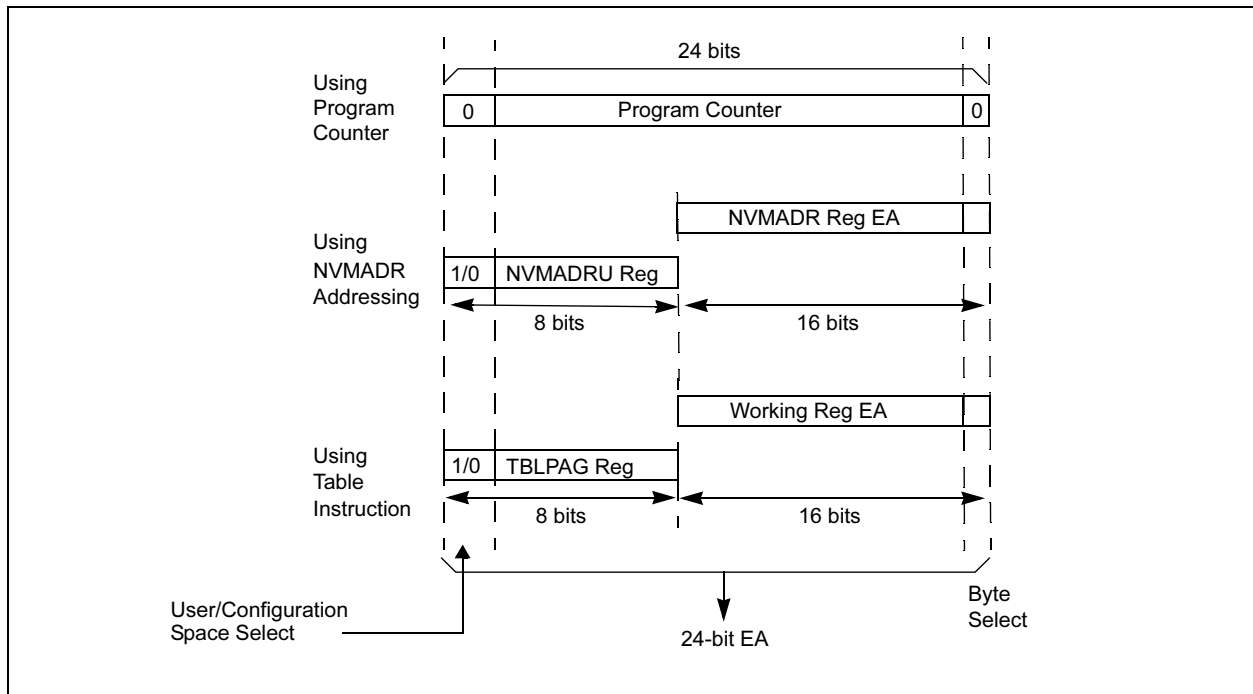 24 bits
Using
Program
Counter
0
Program Counter
0
NVMADR Reg EA
Using
NVMADR
Addressing
1/0
NVMADRU Reg
8 bits
16 bits
Working Reg EA
Using
Table
Instruction
1/0
TBLPAG Reg
8 bits
16 bits
User/Configuration
Space Select
24-bit EA
Byte
Select